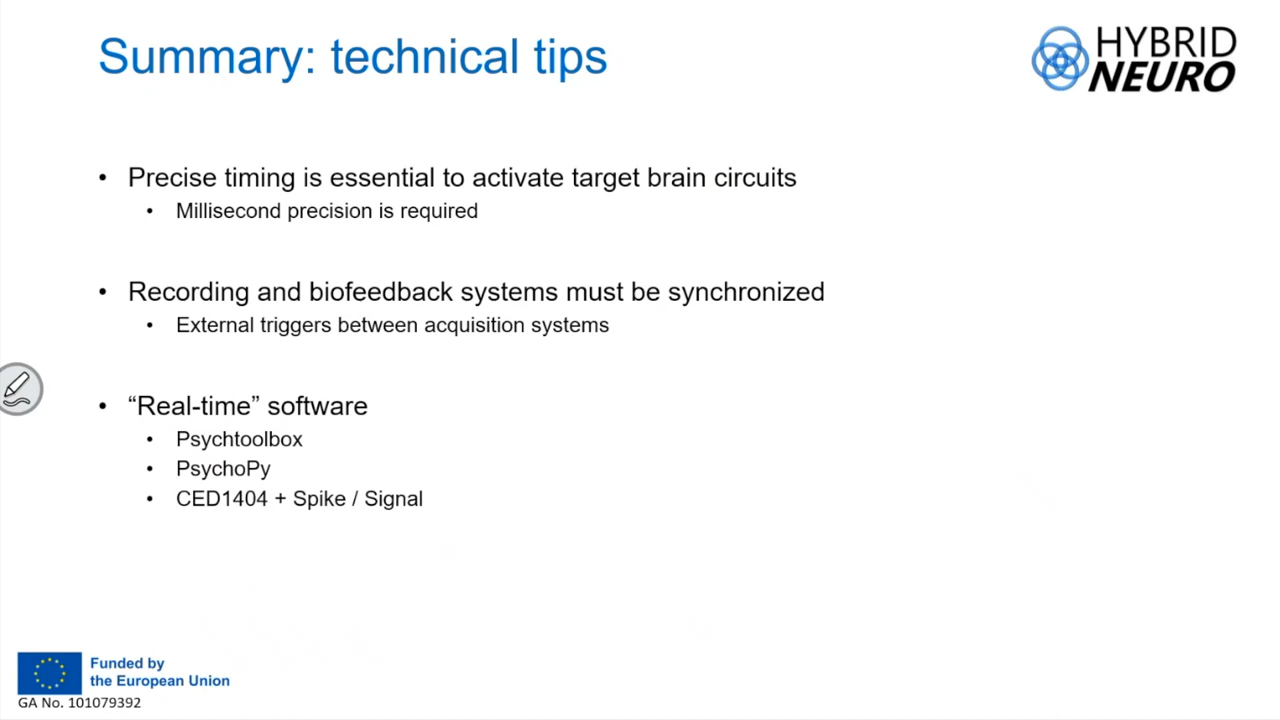 Summary: technical tips
HYBRID
NEURO
• Precise timing is essential to activate target brain circuits
• Millisecond precision is required
• Recording and biofeedback systems must be synchronized
• External triggers between acquisition systems
• “Real-time” software
• Psychtoolbox
• PsychoPy
• CED1404 + Spike / Signal
Funded by
the European Union
GA No. 101079392